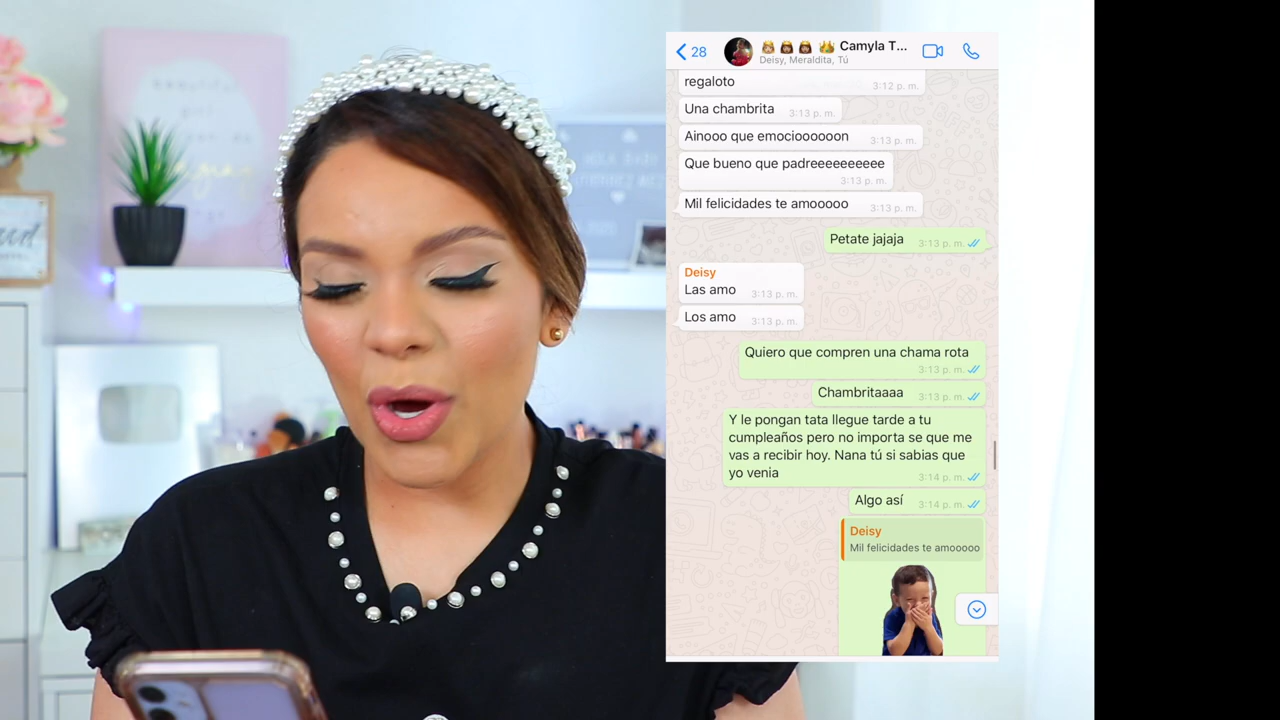 28
Camyla T...
Deisy, Meraldita, Tú
regaloto
3:12 p. m.
Una chambrita
3:13 p. m.
Ainooo que emociooooooon
3:13 p. m.
Que bueno que padreeeeeeeeee
3:13 p. m.
Mil felicidades te amooooo
3:13 p. m.
Petate jajaja
3:13 p. m.
Deisy
Las amo
3:13 p. m.
Los amo
3:13 p. m.
Quiero que compren una chama rota
3:13 p. m.
Chambritaaaa
3:13 p. m.
Y le pongan tata llegue tarde a tu
cumpleaños pero no importa se que me
vas a recibir hoy. Nana tú si sabias que
yo venia
3:14 p. m.
Algo así
3:14 p. m.
Deisy
Mil felicidades te amooooo